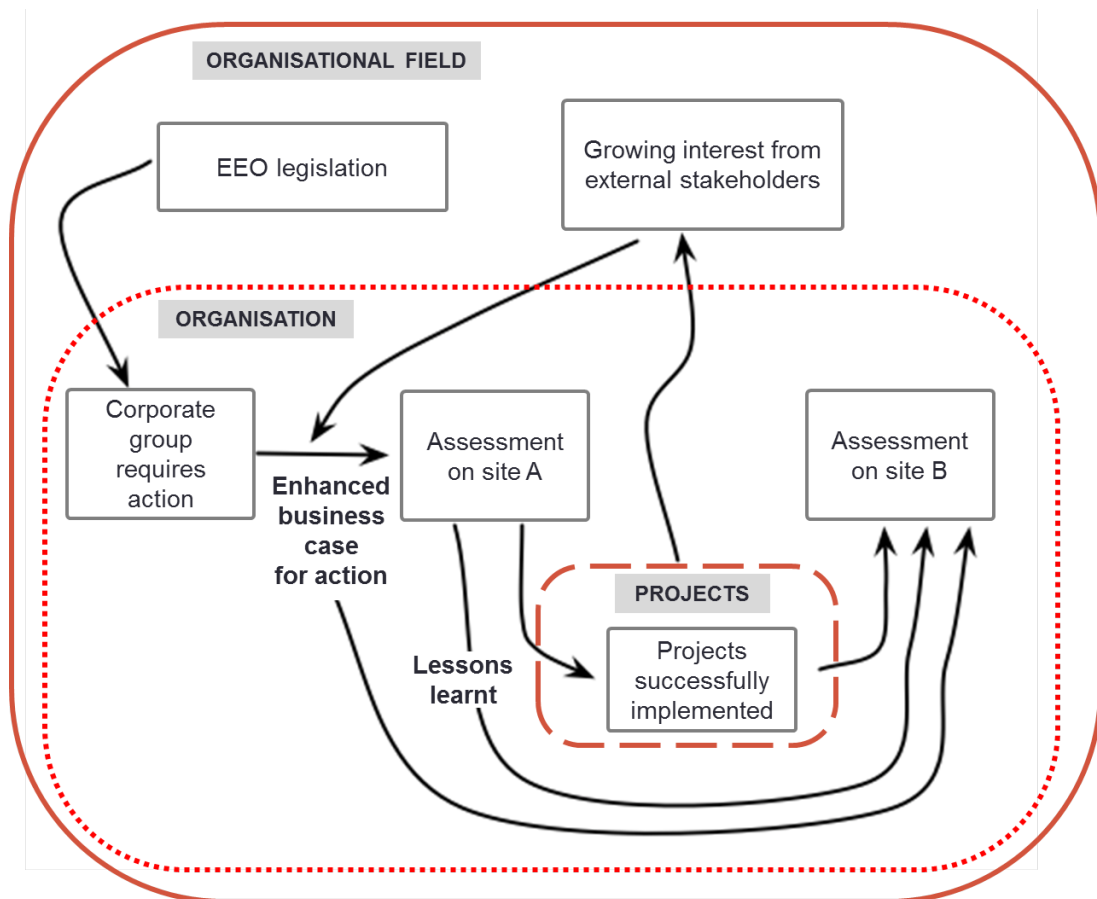 ORGANISATIONAL FIELD
EEO legislation
Growing interest from
external stakeholders
ORGANISATION
Corporate
group
requires
action
Enhanced
business
case
for action
Assessment
on site A
Assessment
on site B
Lessons
learnt
PROJECTS
Projects
successfully
implemented